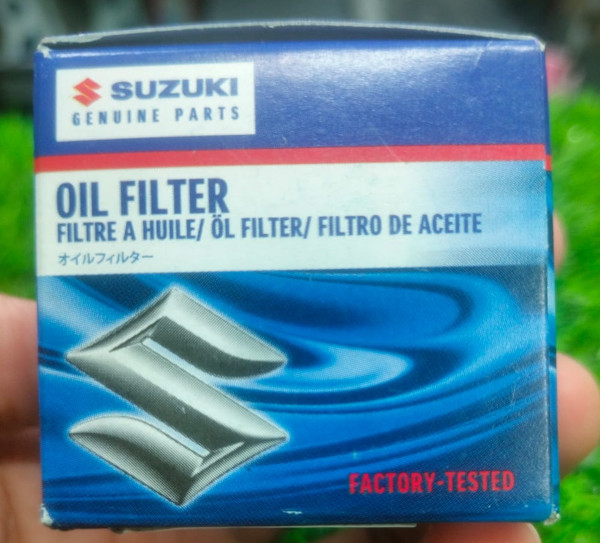 SUZUKI
GENUINE PARTS
OIL FILTER
FILTRE A HUILE/ ÖL FILTER/ FILTRO DE ACEITE
オイルフィルター
FACTORY-TESTED